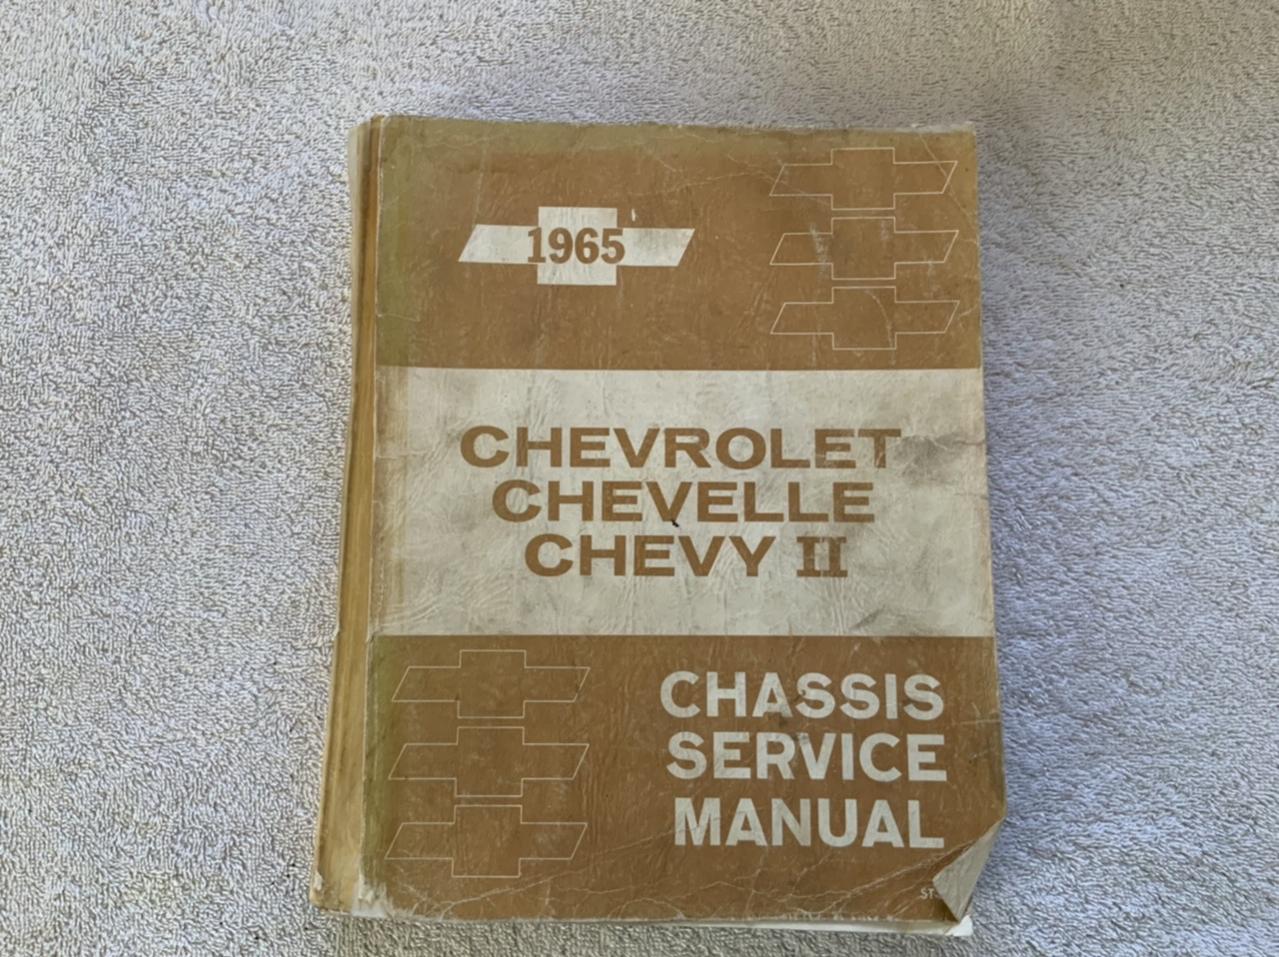 1965
CHEVROLET
CHEVELLE
CHEVY II
CHASSIS
SERVICE
MANUAL